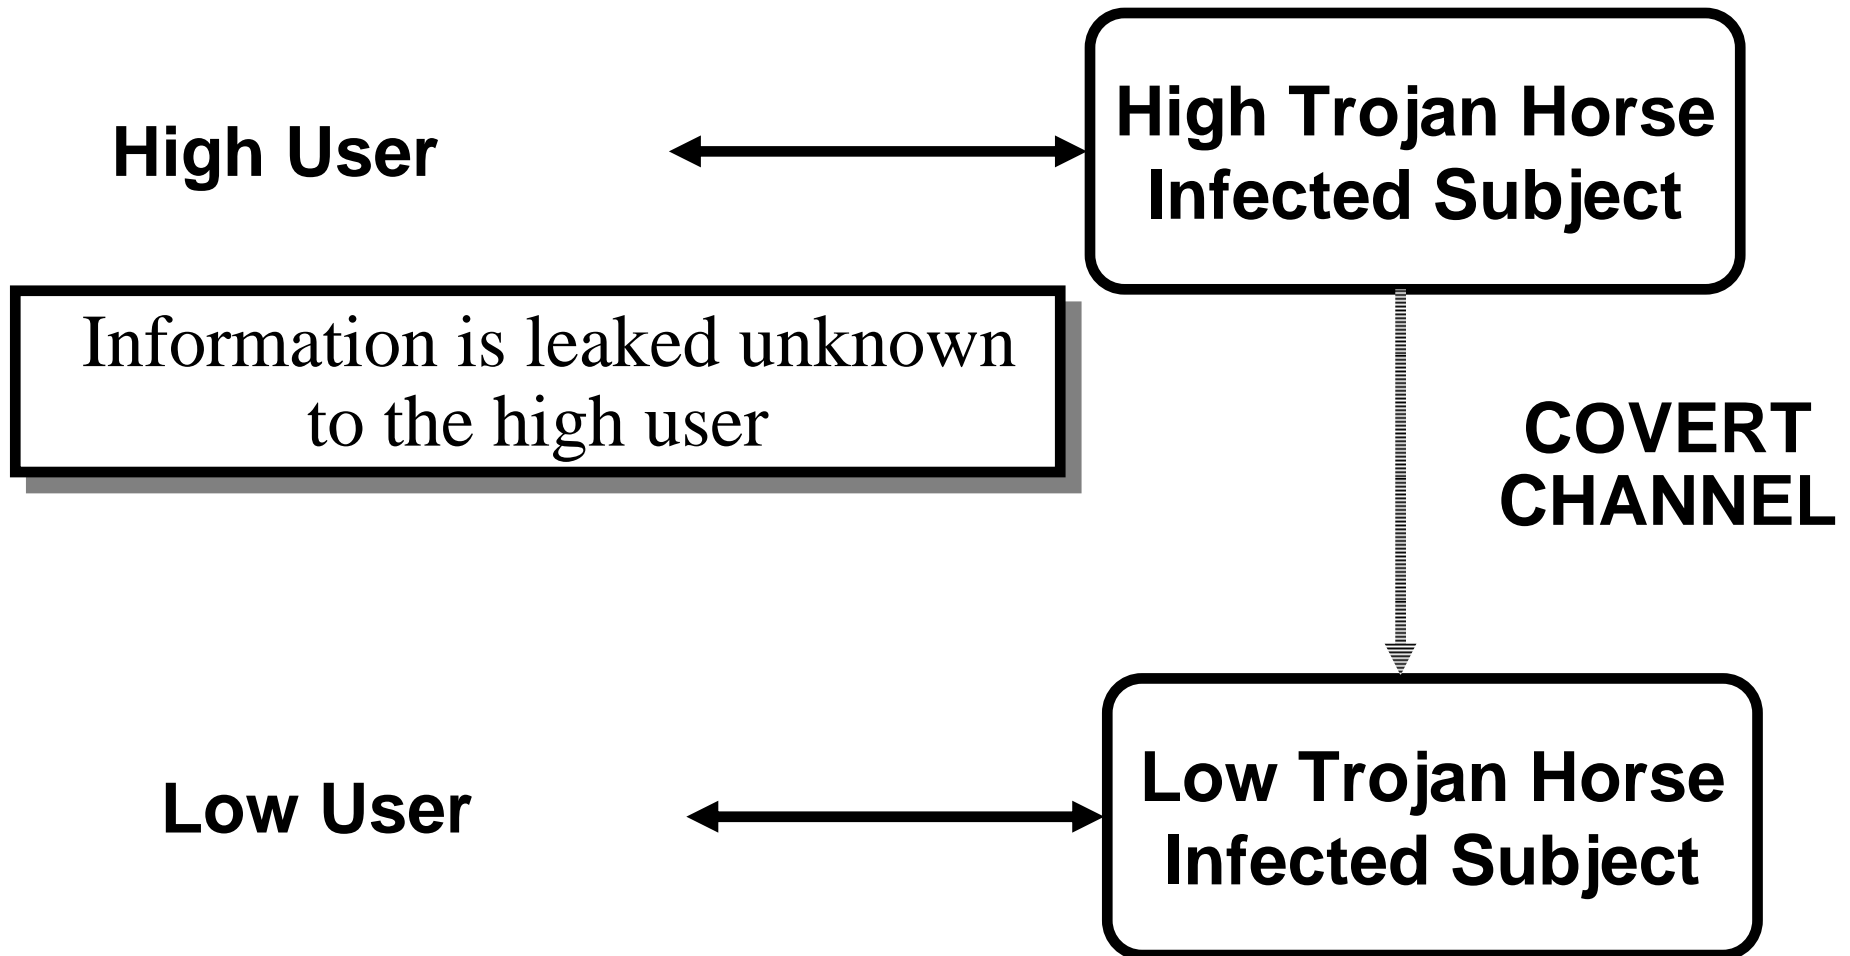 High Trojan Horse
Infected Subject
High User
Information is leaked unknown
to the high user
COVERT
CHANNEL
Low Trojan Horse
Infected Subject
Low User